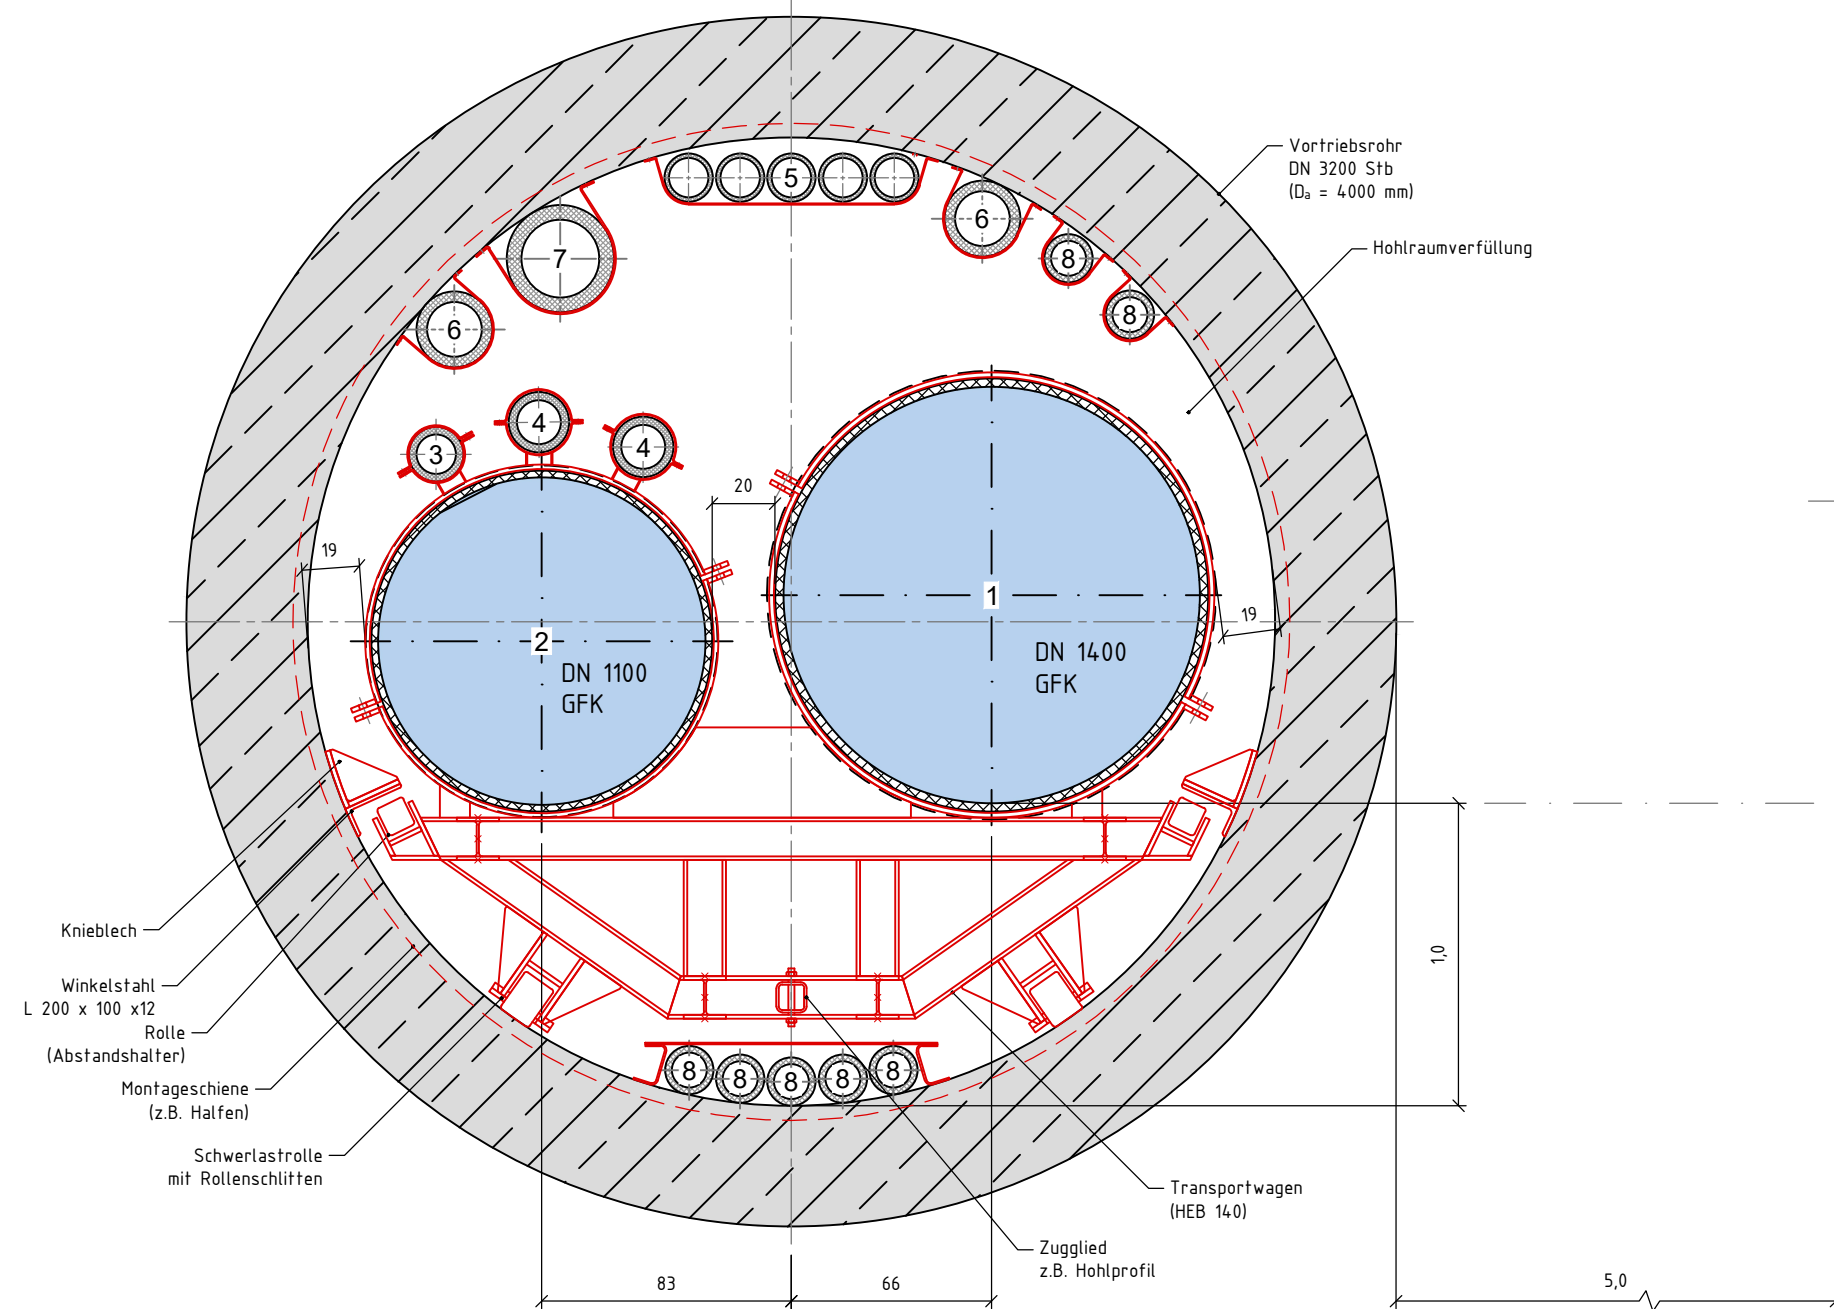 Vortriebsrohr
DN 3200 Stb
(Dₐ = 4000 mm)
Hohlraumverfüllung
5
6
7
8
6
8
4
4
3
20
19
1
19
2
DN 1400
GFK
DN 1100
GFK
Knieblech
Winkelstahl
L 200 x 100 x12
Rolle
(Abstandshalter)
Montageschiene
(z.B. Halfen)
Schwerlastrolle
mit Rollenschlitten
1,0
8
8
8
8
8
Transportwagen
(HEB 140)
Zugglied
z.B. Hohlprofil
83
66
5,0